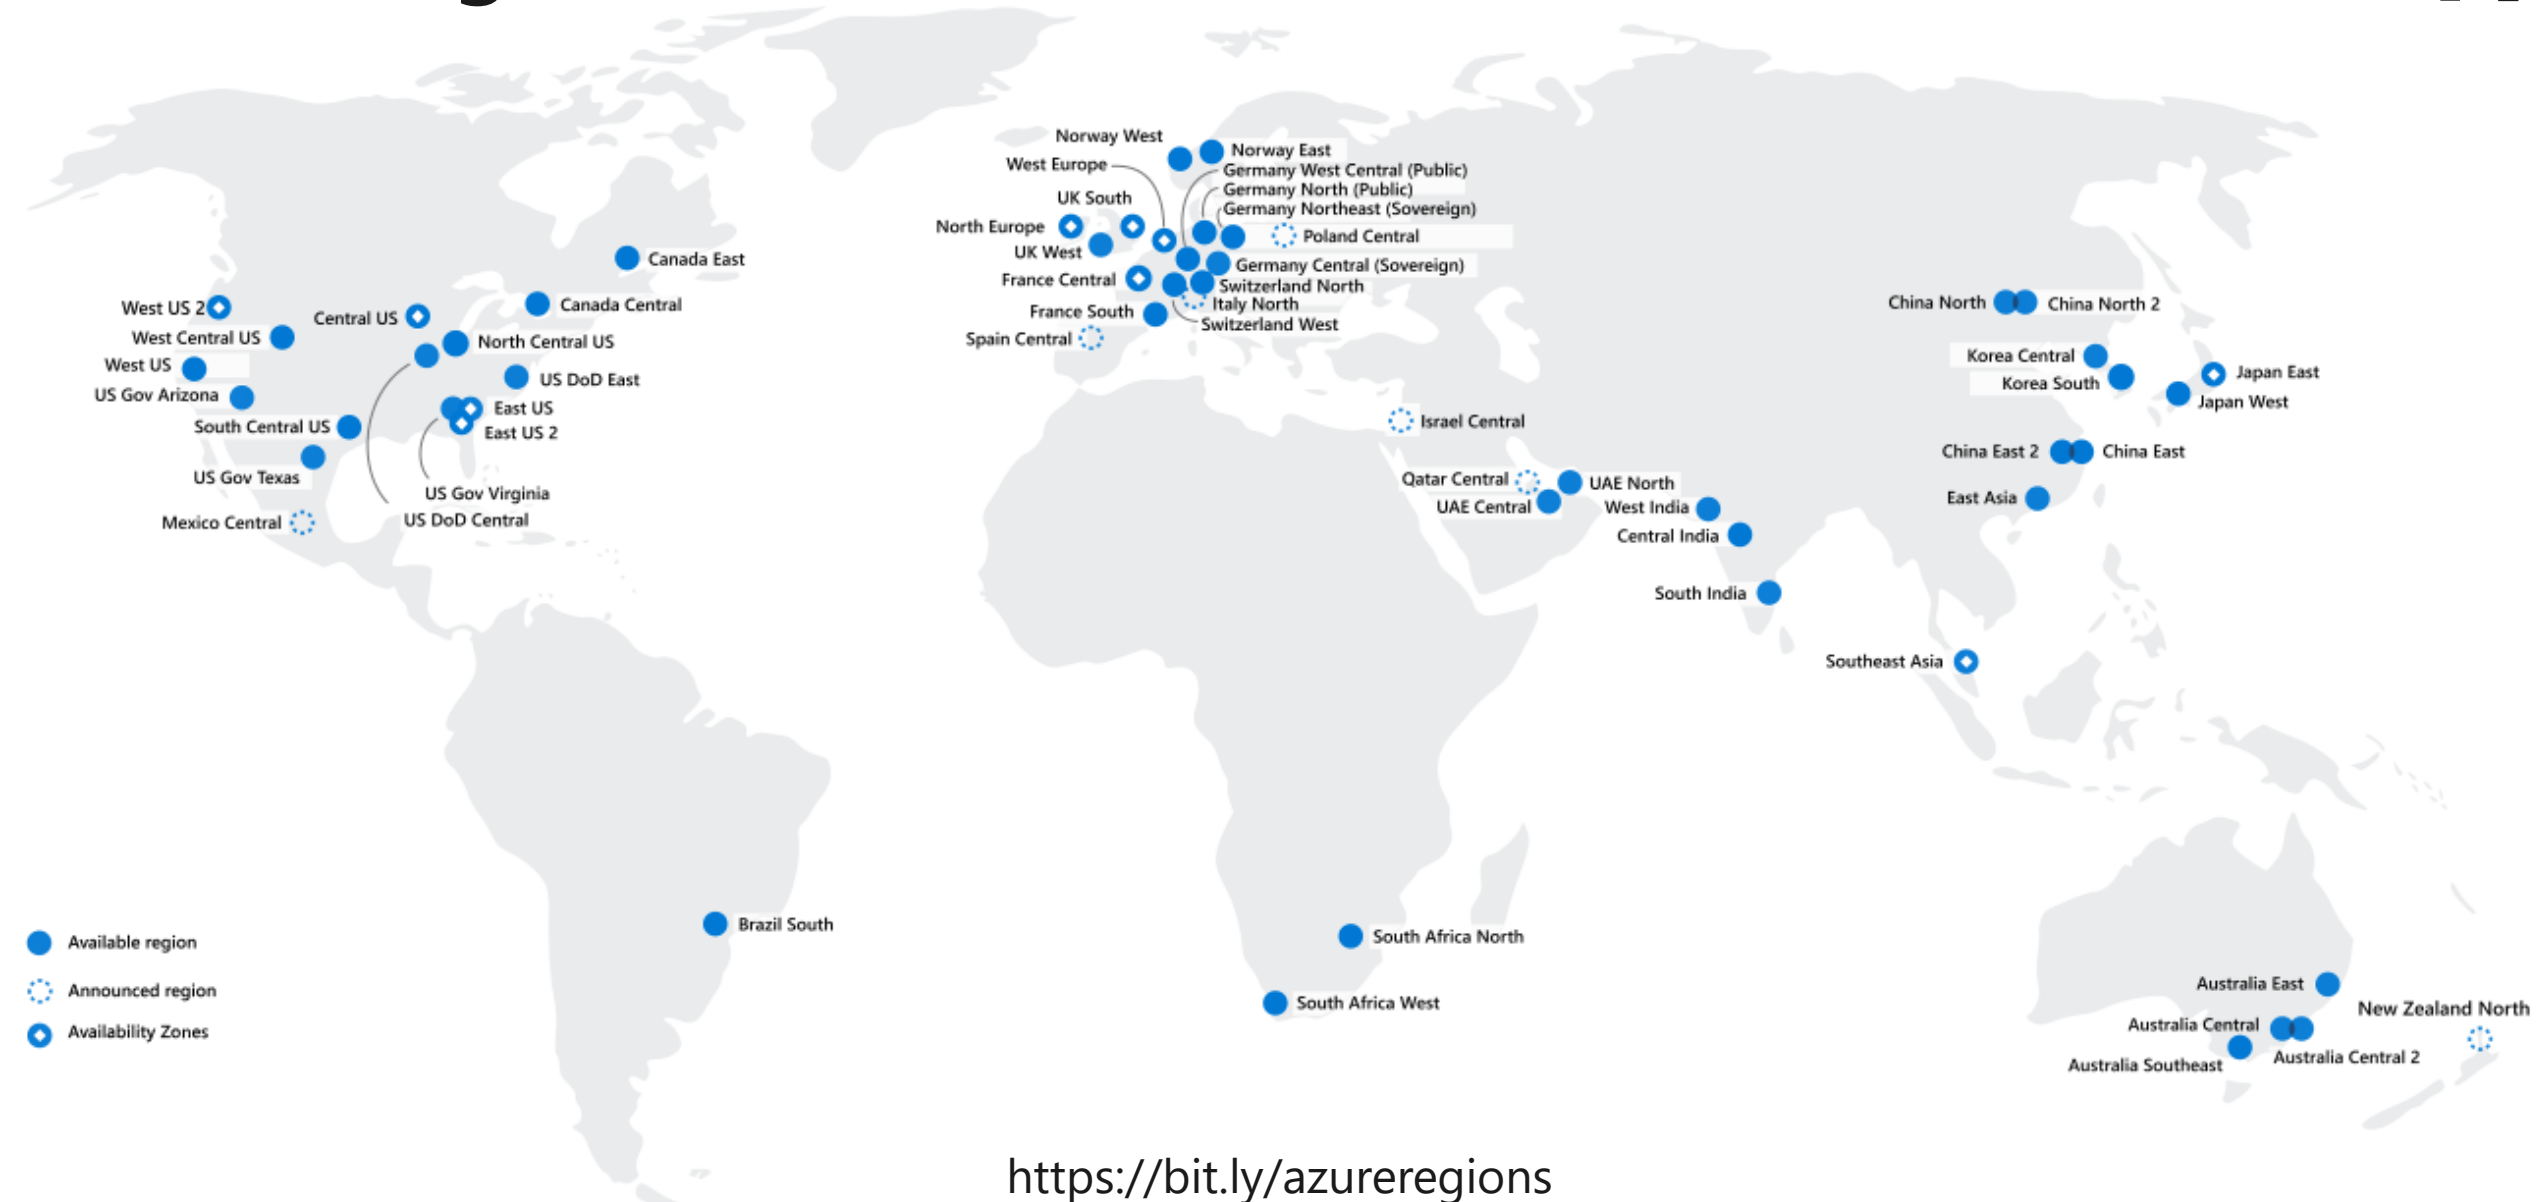 Norway West
Norway East
West Europe
Germany West Central (Public)
Germany North (Public)
UK South
Germany Northeast (Sovereign)
North Europe
Poland Central
UK West
Germany Central (Sovereign)
France Central
Switzerland North
Italy North
France South
Switzerland West
Spain Central
Canada East
Canada Central
West US 2
Central US
West Central US
North Central US
West US
US DoD East
US Gov Arizona
East US
South Central US
East US 2
US Gov Texas
US Gov Virginia
US DoD Central
Mexico Central
China North
China North 2
Korea Central
Korea South
Japan East
Japan West
Israel Central
China East 2
China East
Qatar Central
UAE North
UAE Central
West India
East Asia
Central India
South India
Southeast Asia
Brazil South
South Africa North
South Africa West
Available region
Announced region
Availability Zones
Australia East
New Zealand North
Australia Central
Australia Central 2
Australia Southeast
https://bit.ly/azureregions